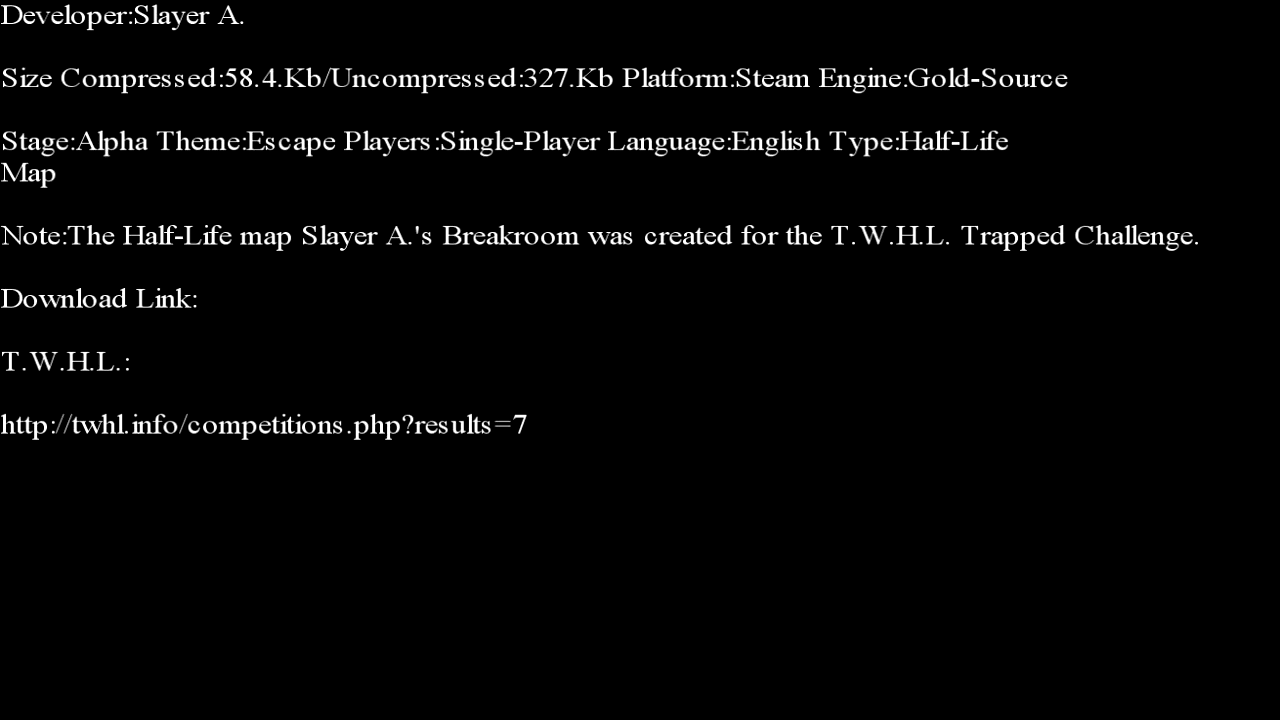 Developer:Slayer A.
Size Compressed:58.4.Kb/Uncompressed:327.Kb Platform:Steam Engine:Gold-Source
Stage:Alpha Theme:Escape Players:Single-Player Language:English Type:Half-Life
Map
Note:The Half-Life map Slayer A.'s Breakroom was created for the T.W.H.L. Trapped Challenge.
Download Link:
T.W.H.L.:
http://twhl.info/competitions.php?results=7